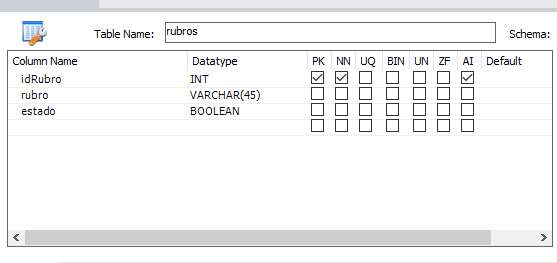 Table Name: rubros Schema:
Column Name Datatype PK NN UQ BIN UN ZF AI Default
idRubro INT
rubro VARCHAR(45)
estado BOOLEAN